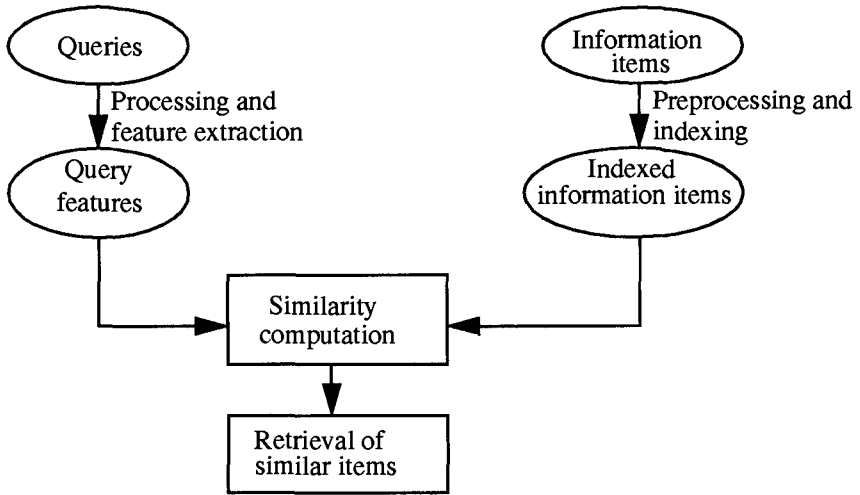 Queries
Processing and
feature extraction
Query
features
Information
items
Preprocessing and
indexing
Indexed
information items
Similarity
computation
Retrieval of
similar items